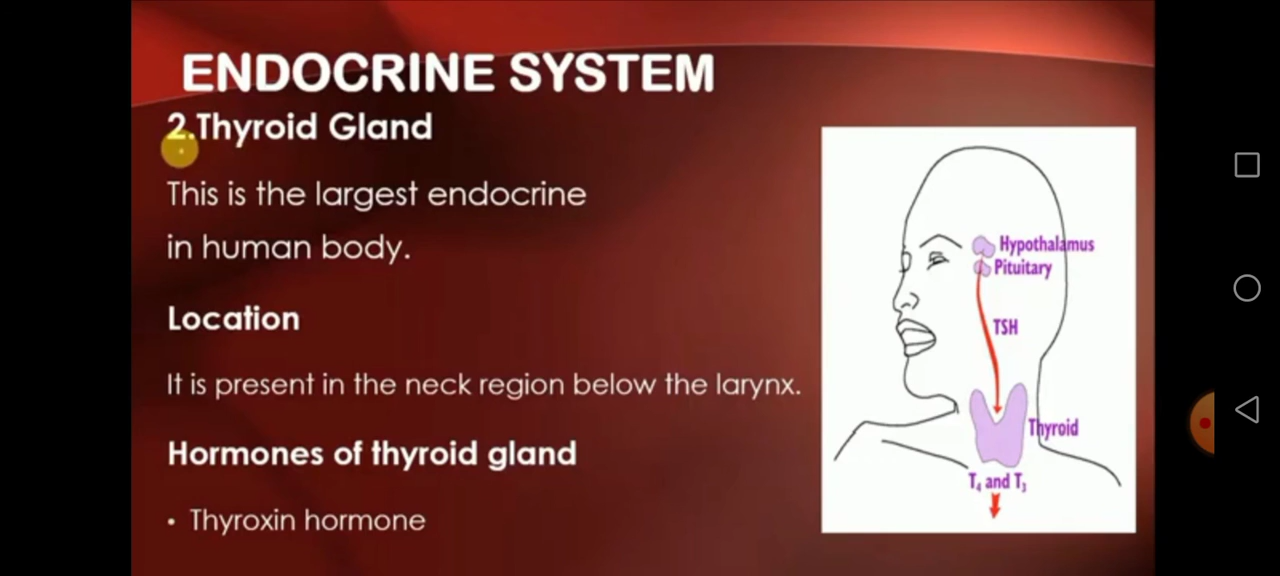 ENDOCRINE SYSTEM
2.Thyroid Gland
This is the largest endocrine
in human body.
Location
It is present in the neck region below the larynx.
Hormones of thyroid gland
• Thyroxin hormone
Hypothalamus
Pituitary
TSH
Thyroid
T₄ and T₃